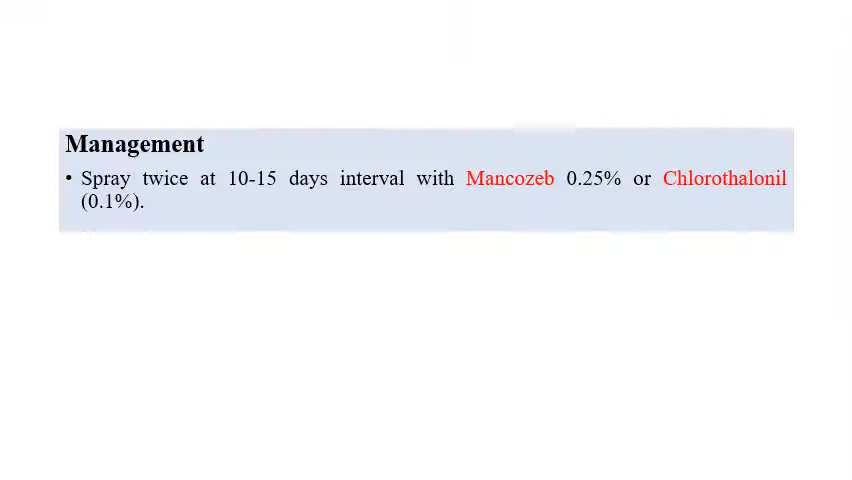 Management
• Spray twice at 10-15 days interval with Mancozeb 0.25% or Chlorothalonil
(0.1%).